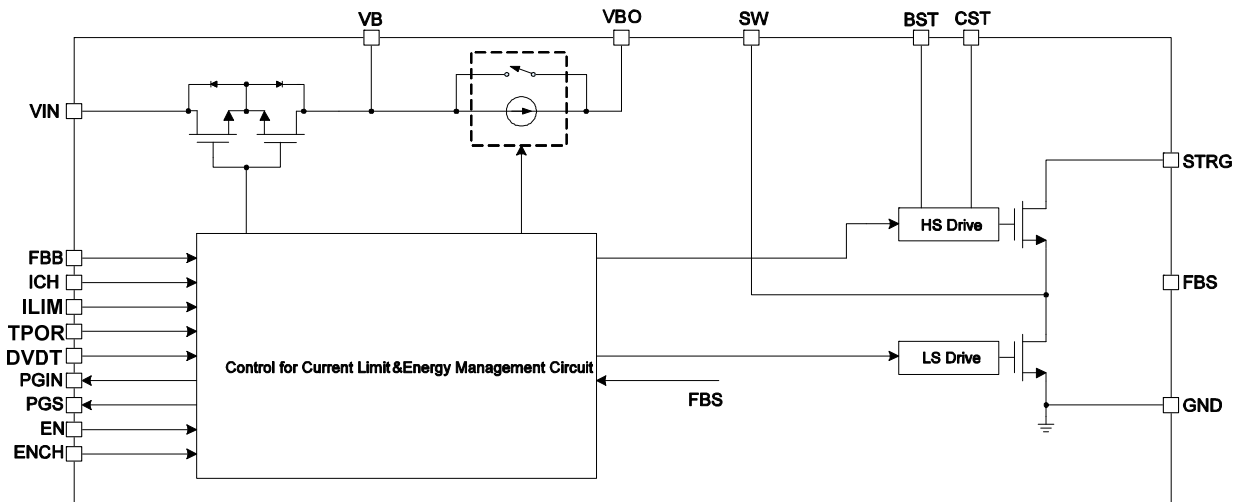 VB
VBO
SW
BST
CST
VIN
STRG
HS Drive
FBB
ICH
FBS
ILIM
TPOR
DVDT
LS Drive
Control for Current Limit&Energy Management Circuit
PGIN
FBS
PGS
GND
EN
ENCH